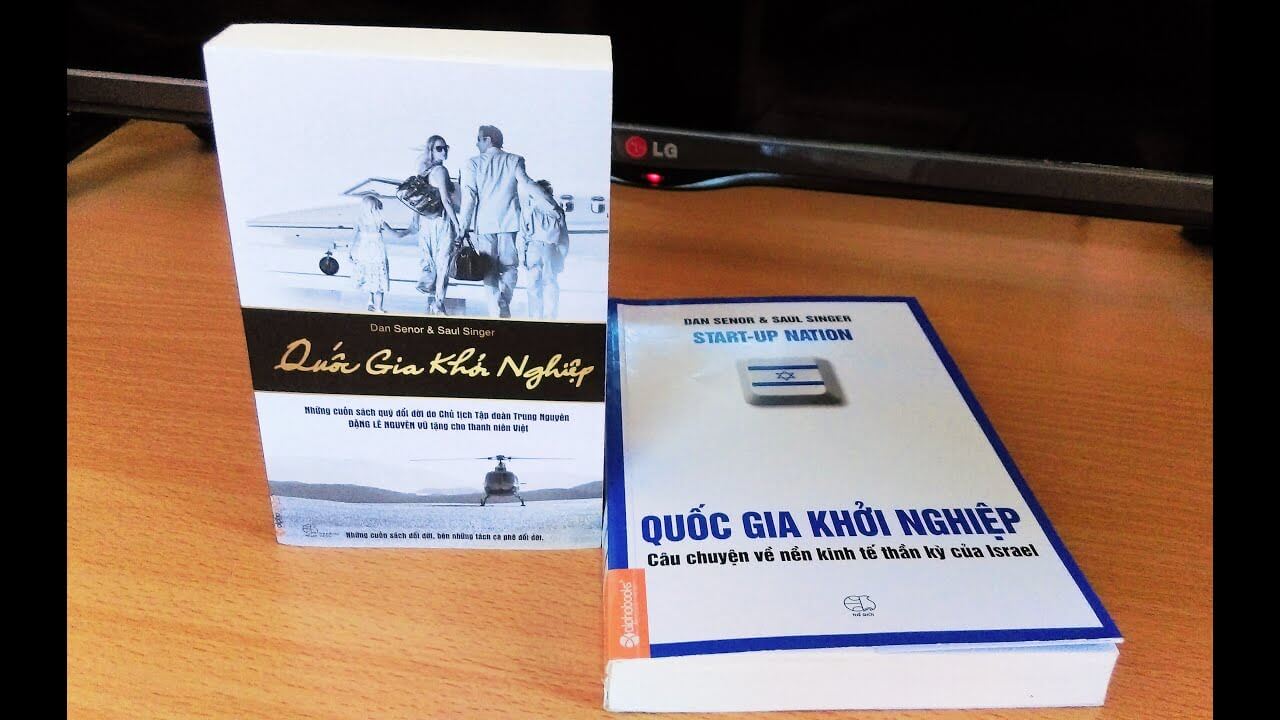 Dan Senor & Saul Singer
Quốc Gia Khởi Nghiệp
Những cuốn sách quý đổi đời do Chủ tịch Tập đoàn Trung Nguyên
ĐẶNG LÊ NGUYÊN VŨ tặng cho thanh niên Việt
Những cuốn sách đổi đời, bên những tách cà phê đổi đời.
LG
DAN SENOR & SAUL SINGER
START-UP NATION
QUỐC GIA KHỞI NGHIỆP
Câu chuyện về nền kinh tế thần kỳ của Israel
alphabooks
THẾ GIỚI